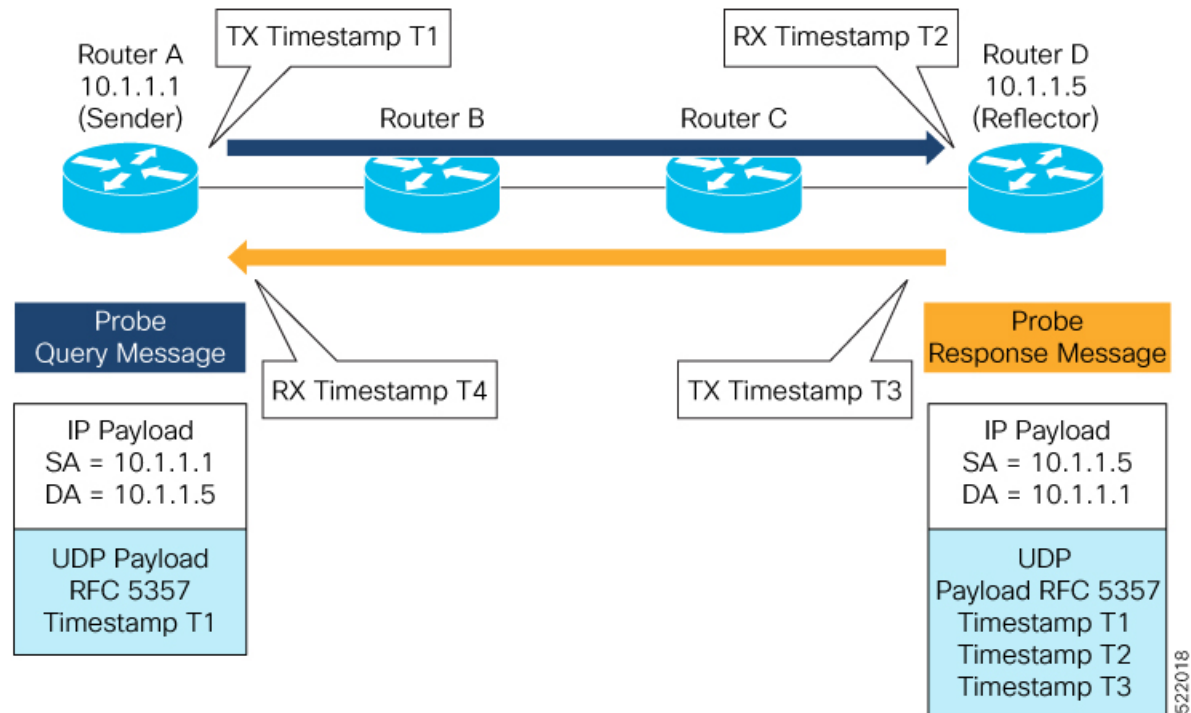 TX Timestamp T1
RX Timestamp T2
Router A
10.1.1.1
(Sender)
Router B
Router C
Router D
10.1.1.5
(Reflector)
Probe
Query Message
RX Timestamp T4
TX Timestamp T3
Probe
Response Message
IP Payload
SA = 10.1.1.1
DA = 10.1.1.5
UDP Payload
RFC 5357
Timestamp T1
IP Payload
SA = 10.1.1.5
DA = 10.1.1.1
UDP
Payload RFC 5357
Timestamp T1
Timestamp T2
Timestamp T3
522018